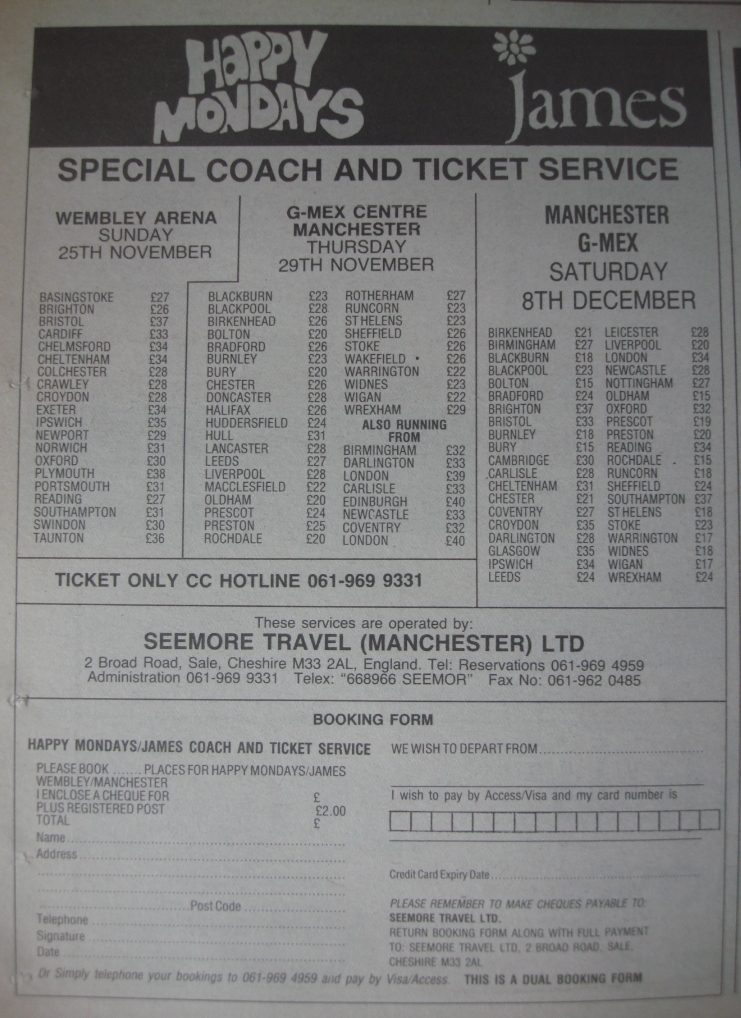 HAPPY
MONDAYS
James
SPECIAL COACH AND TICKET SERVICE
WEMBLEY ARENA
SUNDAY
25TH NOVEMBER
BASINGSTOKE £27
BRIGHTON £26
BRISTOL £37
CARDIFF £33
CHELMSFORD £34
CHELTENHAM £34
COLCHESTER £28
CRAWLEY £28
CROYDON £28
EXETER £34
IPSWICH £35
NEWPORT £29
NORWICH £31
OXFORD £30
PLYMOUTH £38
PORTSMOUTH £31
READING £27
SOUTHAMPTON £31
SWINDON £30
TAUNTON £36
G-MEX CENTRE
MANCHESTER
THURSDAY
29TH NOVEMBER
BLACKBURN £23
BLACKPOOL £28
BIRKENHEAD £26
BOLTON £20
BRADFORD £26
BURNLEY £23
BURY £20
CHESTER £26
DONCASTER £28
HALIFAX £26
HUDDERSFIELD £24
HULL £31
LANCASTER £28
LEEDS £27
LIVERPOOL £28
MACCLESFIELD £22
OLDHAM £20
PRESCOT £24
PRESTON £25
ROCHDALE £20
ROTHERHAM £27
RUNCORN £23
ST HELENS £23
SHEFFIELD £26
STOKE £26
WAKEFIELD £26
WARRINGTON £22
WIDNES £23
WIGAN £22
WREXHAM £29
ALSO RUNNING
FROM
BIRMINGHAM £32
DARLINGTON £33
LONDON £39
CARLISLE £33
EDINBURGH £40
NEWCASTLE £33
COVENTRY £32
LONDON £40
MANCHESTER
G-MEX
SATURDAY
8TH DECEMBER
BIRKENHEAD £21
BIRMINGHAM £27
BLACKBURN £18
BLACKPOOL £23
BOLTON £15
BRADFORD £24
BRIGHTON £37
BRISTOL £33
BURNLEY £18
BURY £15
CAMBRIDGE £30
CARLISLE £28
CHELTENHAM £31
CHESTER £21
COVENTRY £27
CROYDON £35
DARLINGTON £28
GLASGOW £35
IPSWICH £34
LEEDS £24
LEICESTER £28
LIVERPOOL £20
LONDON £34
NEWCASTLE £28
NOTTINGHAM £27
OLDHAM £15
OXFORD £32
PRESCOT £19
PRESTON £20
READING £34
ROCHDALE £15
RUNCORN £18
SHEFFIELD £24
SOUTHAMPTON £37
ST HELENS £18
STOKE £23
WARRINGTON £17
WIDNES £18
WIGAN £17
WREXHAM £24
TICKET ONLY CC HOTLINE 061-969 9331
These services are operated by:
SEEMORE TRAVEL (MANCHESTER) LTD
2 Broad Road, Sale, Cheshire M33 2AL, England. Tel: Reservations 061-969 4959
Administration 061-969 9331 Telex: "668966 SEEMOR" Fax No: 061-962 0485
BOOKING FORM
HAPPY MONDAYS/JAMES COACH AND TICKET SERVICE
PLEASE BOOK ...... PLACES FOR HAPPY MONDAYS/JAMES
WEMBLEY/MANCHESTER
I ENCLOSE A CHEQUE FOR £
PLUS REGISTERED POST £2.00
TOTAL £
Name
Address
Post Code
Telephone
Signature
Date
WE WISH TO DEPART FROM
I wish to pay by Access/Visa and my card number is
Credit Card Expiry Date
PLEASE REMEMBER TO MAKE CHEQUES PAYABLE TO:
SEEMORE TRAVEL LTD.
RETURN BOOKING FORM ALONG WITH FULL PAYMENT
TO: SEEMORE TRAVEL LTD, 2 BROAD ROAD, SALE,
CHESHIRE M33 2AL
Or Simply telephone your bookings to 061-969 4959 and pay by Visa/Access. THIS IS A DUAL BOOKING FORM